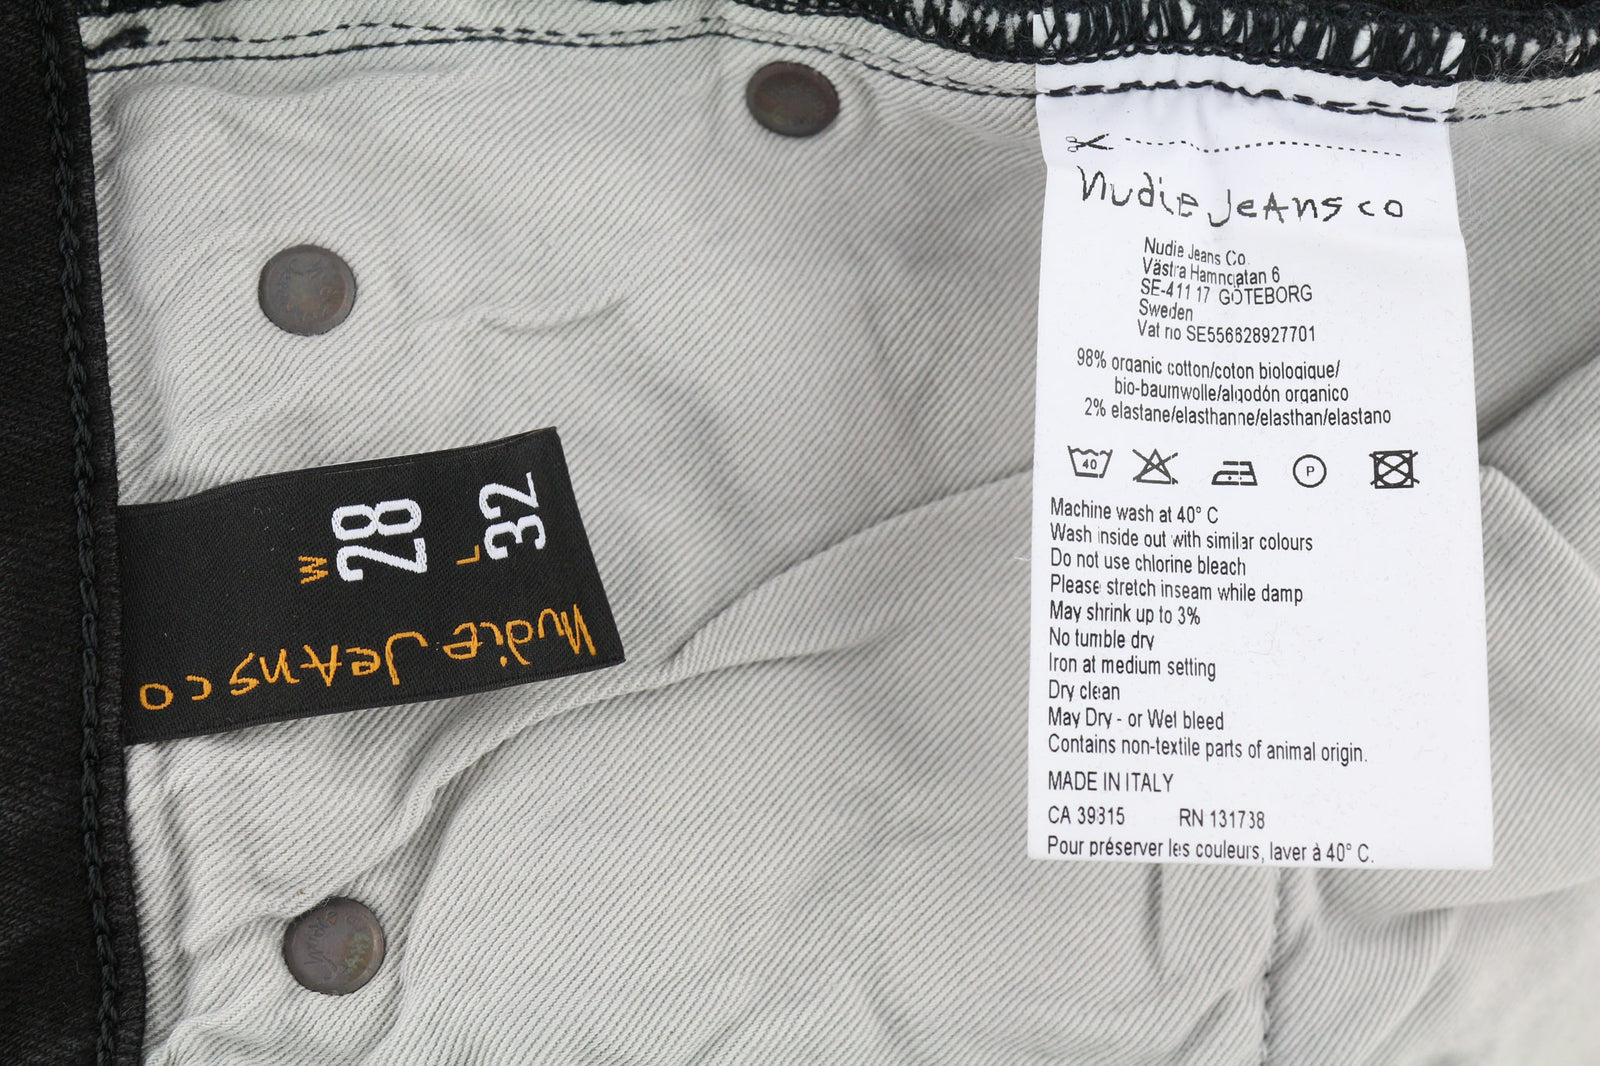 W 28
L 32
nudie Jeans co
nudie Jeans co
Nudie Jeans Co.
Västra Hamngatan 6
SE-411 17 GÖTEBORG
Sweden
Vat no SE556628927701
98% organic cotton/coton biologique/
bio-baumwolle/algodón organico
2% elastane/elasthanne/elasthan/elastano
40
P
Machine wash at 40° C
Wash inside out with similar colours
Do not use chlorine bleach
Please stretch inseam while damp
May shrink up to 3%
No tumble dry
Iron at medium setting
Dry clean
May Dry - or Wet bleed
Contains non-textile parts of animal origin.
MADE IN ITALY
CA 39315 RN 131738
Pour préserver les couleurs, laver à 40° C.